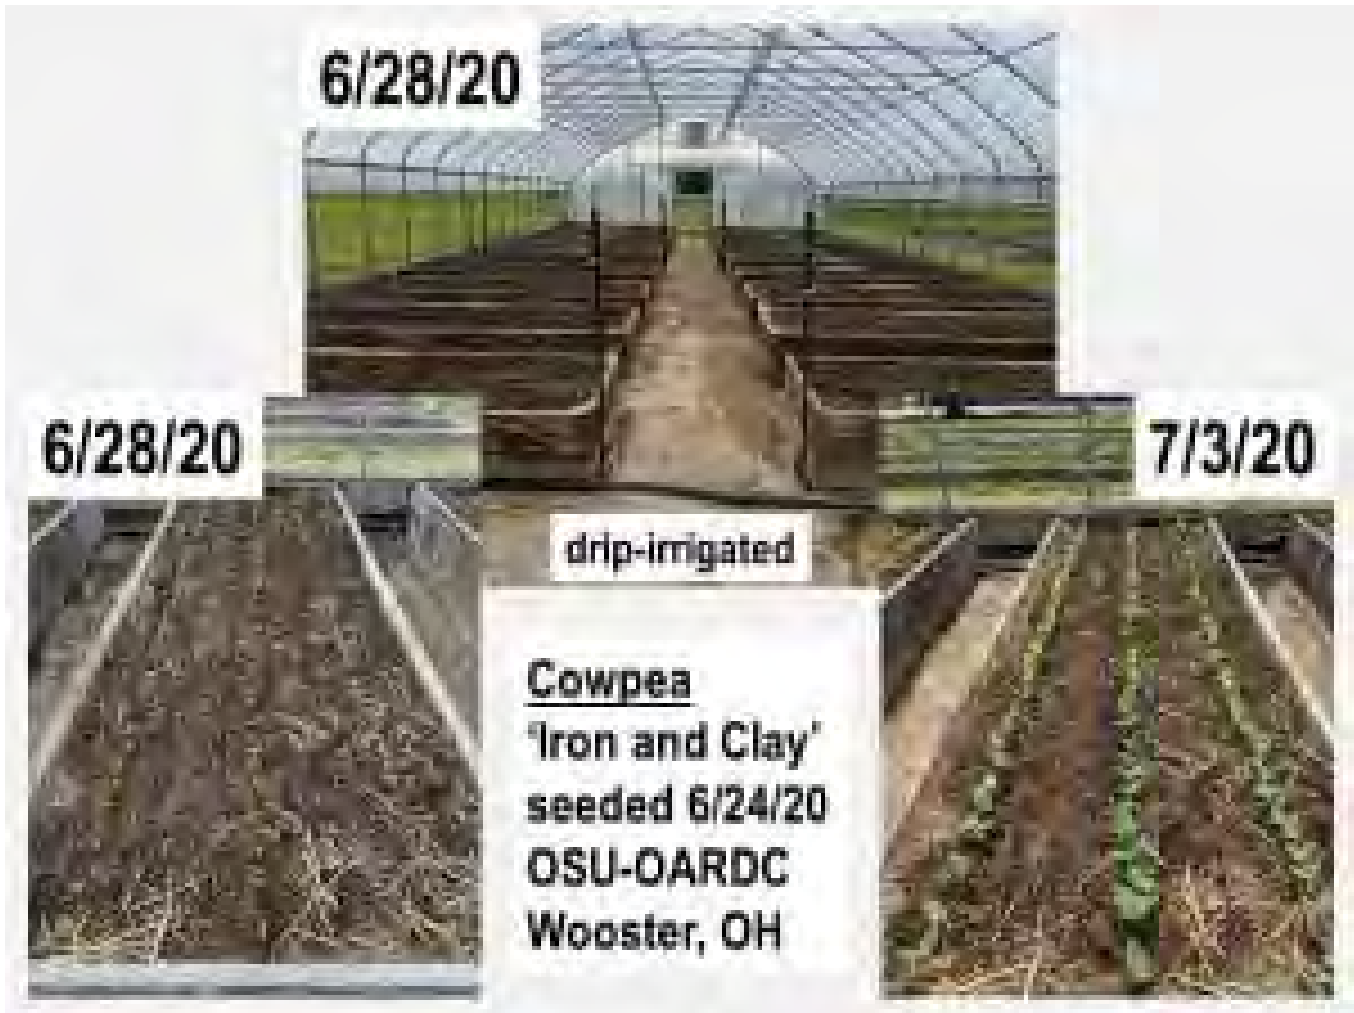 6/28/20
6/28/20
7/3/20
drip-irrigated
Cowpea
‘Iron and Clay’
seeded 6/24/20
OSU-OARDC
Wooster, OH